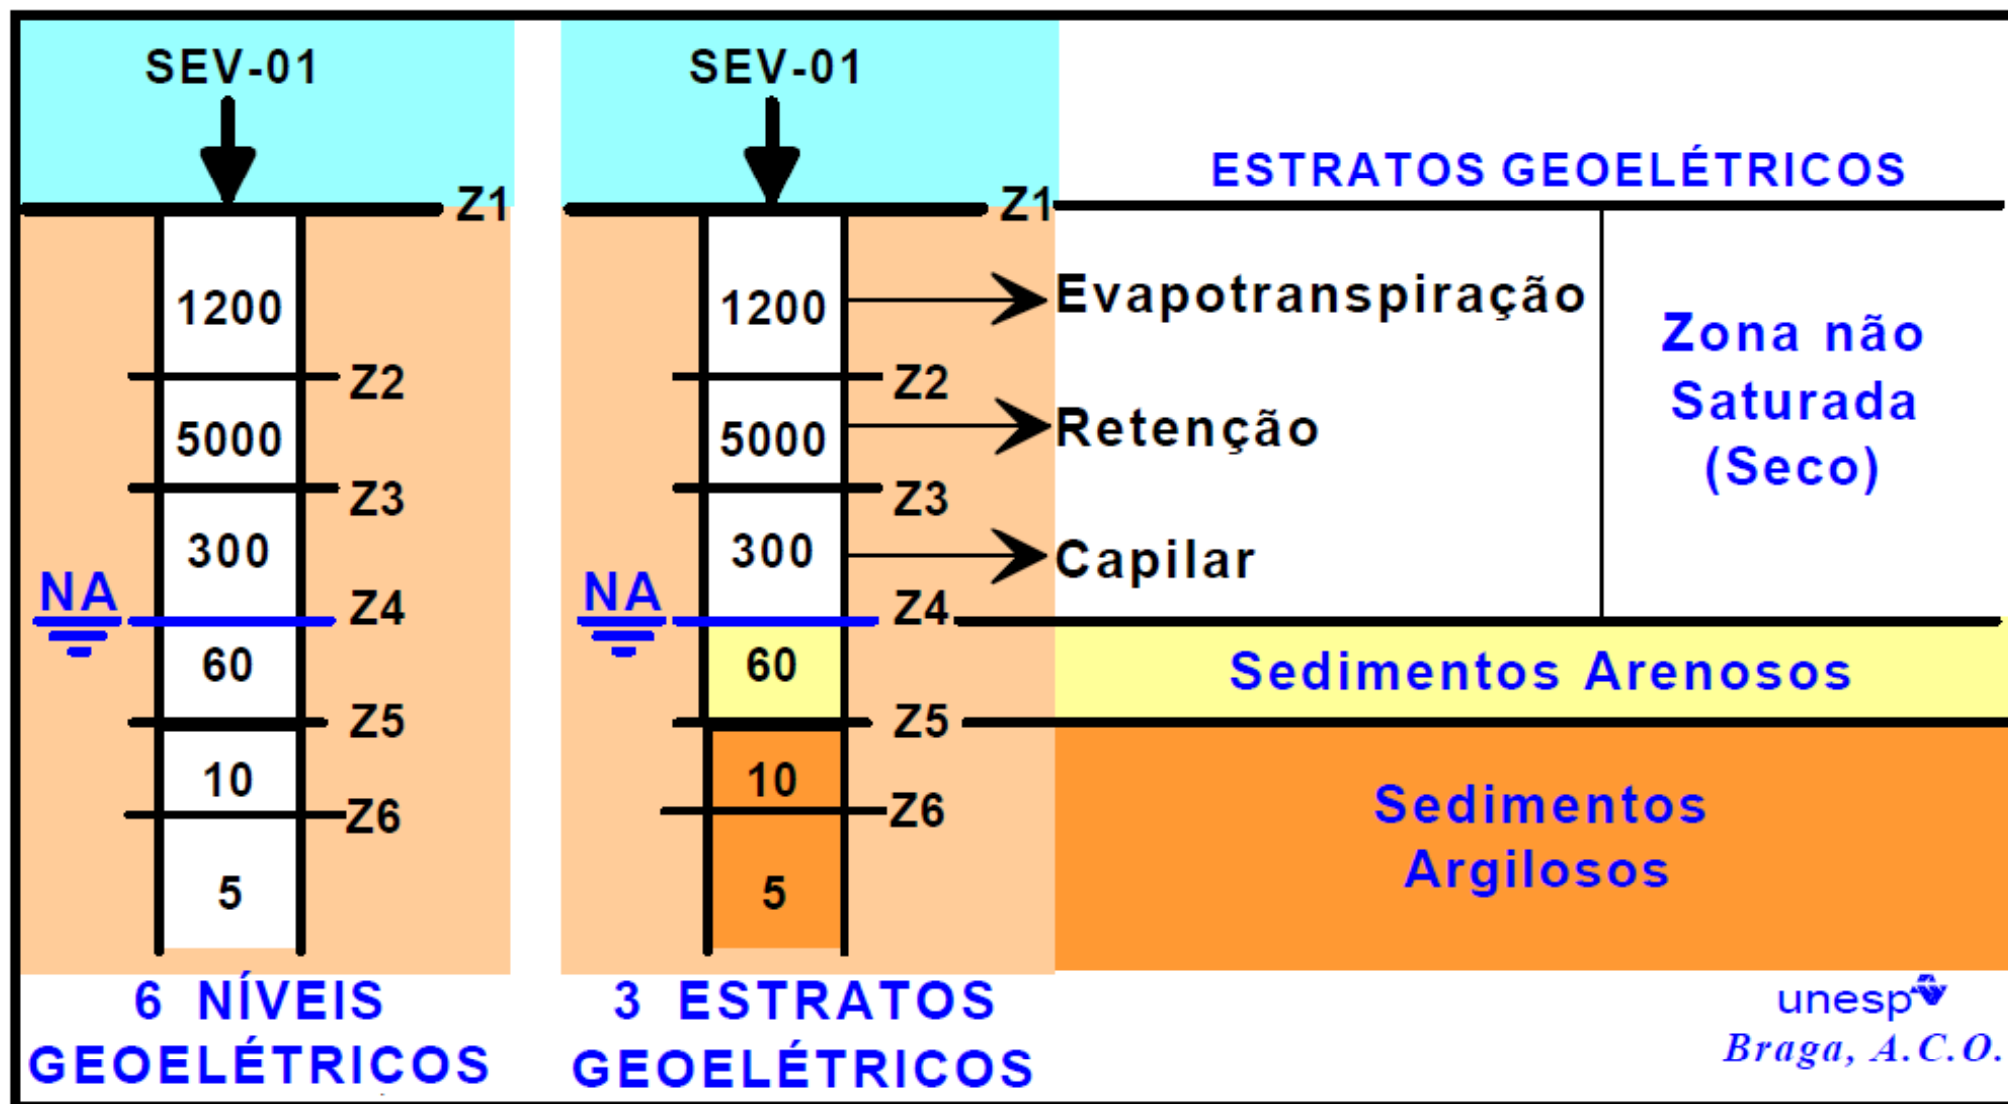 SEV-01
Z1
1200
Z2
5000
Z3
300
NA
Z4
60
Z5
10
Z6
5
6 NÍVEIS
GEOELÉTRICOS
SEV-01
Z1
1200
Z2
5000
Z3
300
NA
Z4
60
Z5
10
Z6
5
3 ESTRATOS
GEOELÉTRICOS
ESTRATOS GEOELÉTRICOS
Evapotranspiração
Retenção
Capilar
Zona não
Saturada
(Seco)
Sedimentos Arenosos
Sedimentos
Argilosos
unesp
Braga, A.C.O.